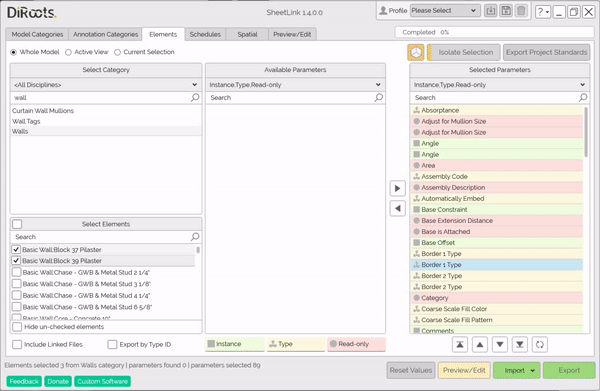 DiRoots.
SheetLink 1.4.0.0
Profile Please Select
Model Categories Annotation Categories Elements Schedules Spatial Preview/Edit
Completed 0%
Whole Model Active View Current Selection
Isolate Selection Export Project Standards
Select Category
<All Disciplines>
wall
Curtain Wall Mullions
Wall Tags
Walls
Select Elements
Search
Basic Wall:Block 37 Pilaster
Basic Wall:Block 39 Pilaster
Basic Wall:Chase - GWB & Metal Stud 2 1/4"
Basic Wall:Chase - GWB & Metal Stud 3 1/8"
Basic Wall:Chase - GWB & Metal Stud 4 1/4"
Basic Wall:Chase - GWB & Metal Stud 6 5/8"
Basic Wall:Core - Concrete 10"
Hide un-checked elements
Include Linked Files Export by Type ID
Available Parameters
Instance,Type,Read-only
Search
Instance Type Read-only
Selected Parameters
Instance,Type,Read-only
Search
Absorptance
Adjust for Mullion Size
Adjust for Mullion Size
Angle
Angle
Area
Assembly Code
Assembly Description
Automatically Embed
Base Constraint
Base Extension Distance
Base is Attached
Base Offset
Border 1 Type
Border 1 Type
Border 2 Type
Border 2 Type
Category
Coarse Scale Fill Color
Coarse Scale Fill Pattern
Comments
Elements selected 3 from Walls category | parameters found 0 | parameters selected 89
Reset Values Preview/Edit Import Export
Feedback Donate Custom Software